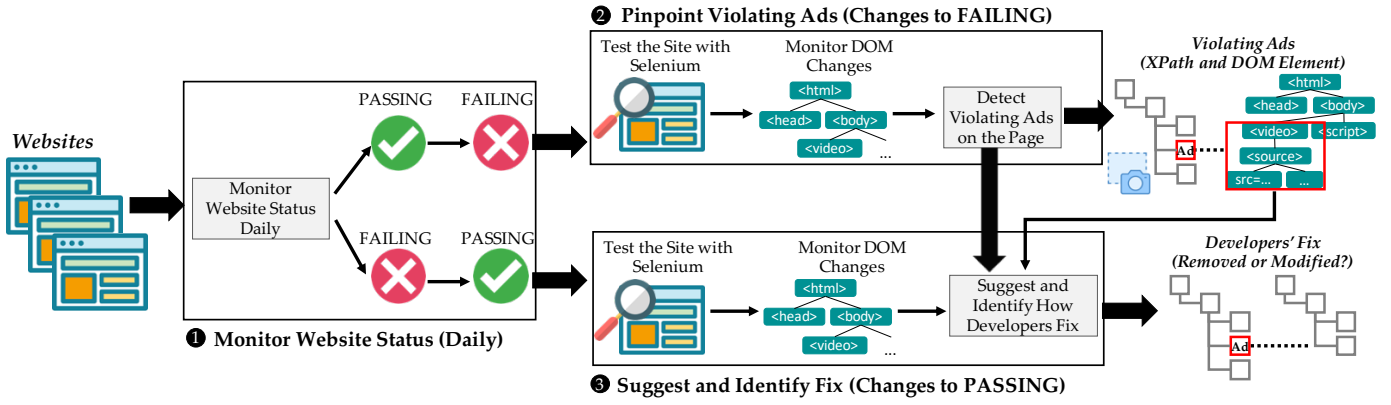 Websites
Monitor
Website Status
Daily
PASSING
FAILING
FAILING
PASSING
❶ Monitor Website Status (Daily)
❷ Pinpoint Violating Ads (Changes to FAILING)
Test the Site with
Selenium
Monitor DOM
Changes
<html>
<head>
<body>
<video>
...
Detect
Violating Ads
on the Page
Violating Ads
(XPath and DOM Element)
Ad
<html>
<head>
<body>
<video>
<script>
<source>
src=...
...
Test the Site with
Selenium
Monitor DOM
Changes
<html>
<head>
<body>
<video>
...
Suggest and
Identify How
Developers Fix
❸ Suggest and Identify Fix (Changes to PASSING)
Developers' Fix
(Removed or Modified?)
Ad